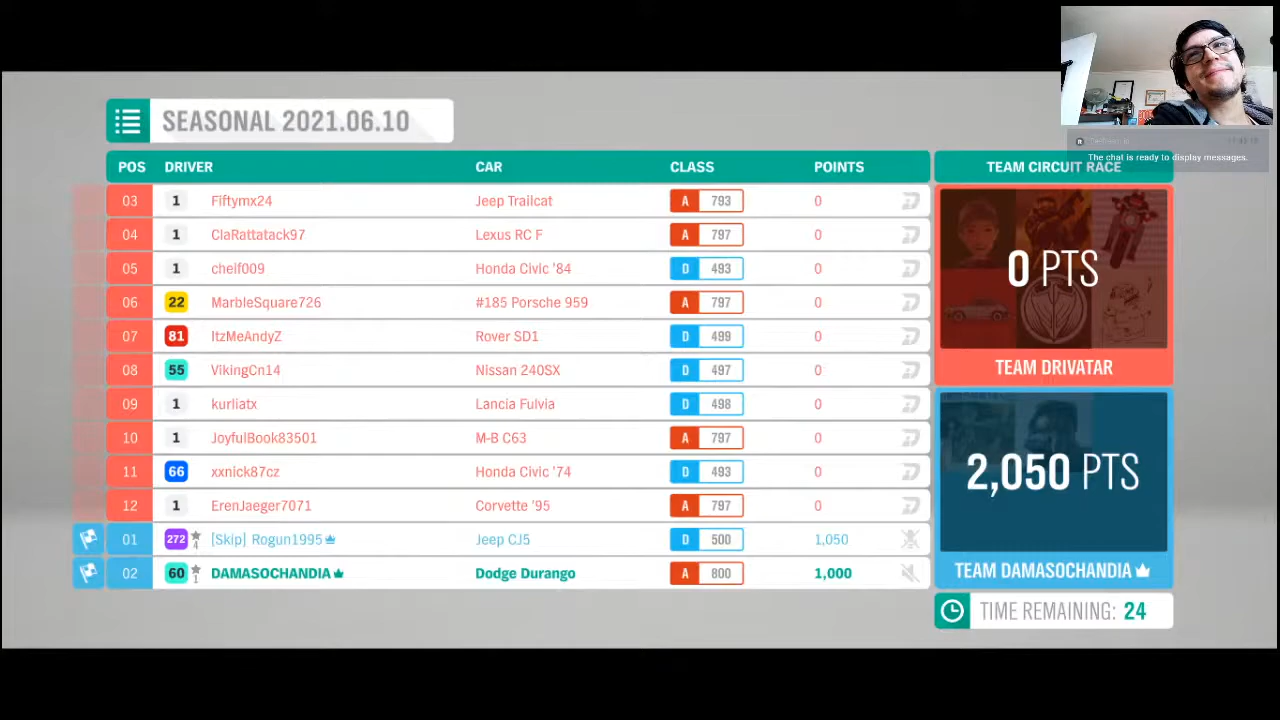 SEASONAL 2021.06.10
POS DRIVER CAR CLASS POINTS
03 1 Fiftymx24 Jeep Trailcat A 793 0
04 1 ClaRattatack97 Lexus RC F A 797 0
05 1 cheif009 Honda Civic '84 D 493 0
06 22 MarbleSquare726 #185 Porsche 959 A 797 0
07 81 ItzMeAndyZ Rover SD1 D 499 0
08 55 VikingCn14 Nissan 240SX D 497 0
09 1 kurliatx Lancia Fulvia D 498 0
10 1 JoyfulBook83501 M-B C63 A 797 0
11 66 xxnick87cz Honda Civic '74 D 493 0
12 1 ErenJaeger7071 Corvette '95 A 797 0
01 272 4 [Skip] Rogun1995 Jeep CJ5 D 500 1,050
02 60 1 DAMASOCHANDIA Dodge Durango A 800 1,000
The chat is ready to display messages.
TEAM CIRCUIT RACE
0 PTS
TEAM DRIVATAR
2,050 PTS
TEAM DAMASOCHANDIA
TIME REMAINING: 24